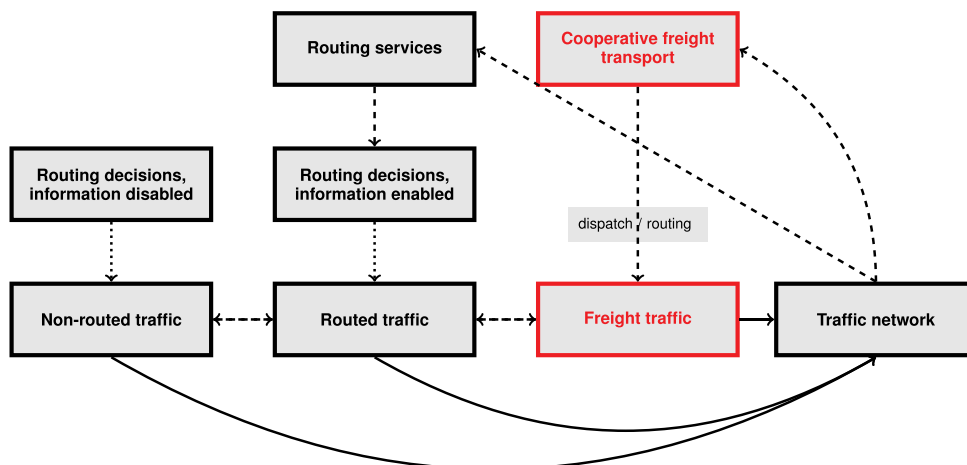 Routing services
Cooperative freight
transport
Routing decisions,
information disabled
Routing decisions,
information enabled
dispatch / routing
Non-routed traffic
Routed traffic
Freight traffic
Traffic network